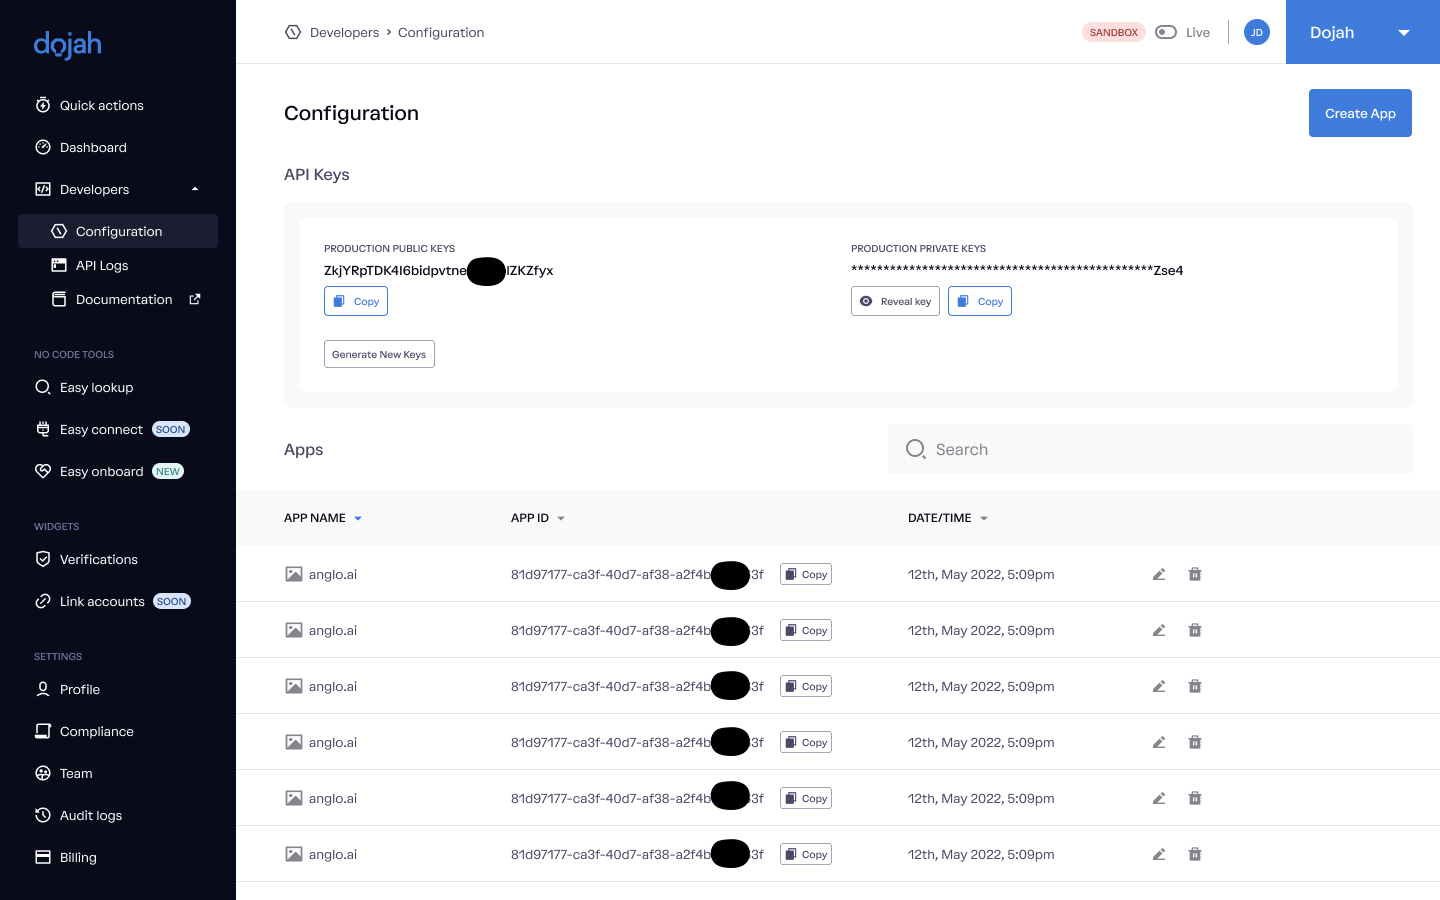 dojah
Quick actions
Dashboard
Developers
Configuration
API Logs
Documentation
NO CODE TOOLS
Easy lookup
Easy connect SOON
Easy onboard NEW
WIDGETS
Verifications
Link accounts SOON
SETTINGS
Profile
Compliance
Team
Audit logs
Billing
Developers › Configuration
SANDBOX Live JD Dojah
Configuration
Create App
API Keys
PRODUCTION PUBLIC KEYS
ZkjYRpTDK4I6bidpvtne lZKZfyx
Copy
Generate New Keys
PRODUCTION PRIVATE KEYS
***********************************************Zse4
Reveal key Copy
Apps
Search
APP NAME APP ID DATE/TIME
anglo.ai 81d97177-ca3f-40d7-af38-a2f4b 3f Copy 12th, May 2022, 5:09pm
anglo.ai 81d97177-ca3f-40d7-af38-a2f4b 3f Copy 12th, May 2022, 5:09pm
anglo.ai 81d97177-ca3f-40d7-af38-a2f4b 3f Copy 12th, May 2022, 5:09pm
anglo.ai 81d97177-ca3f-40d7-af38-a2f4b 3f Copy 12th, May 2022, 5:09pm
anglo.ai 81d97177-ca3f-40d7-af38-a2f4b 3f Copy 12th, May 2022, 5:09pm
anglo.ai 81d97177-ca3f-40d7-af38-a2f4b 3f Copy 12th, May 2022, 5:09pm